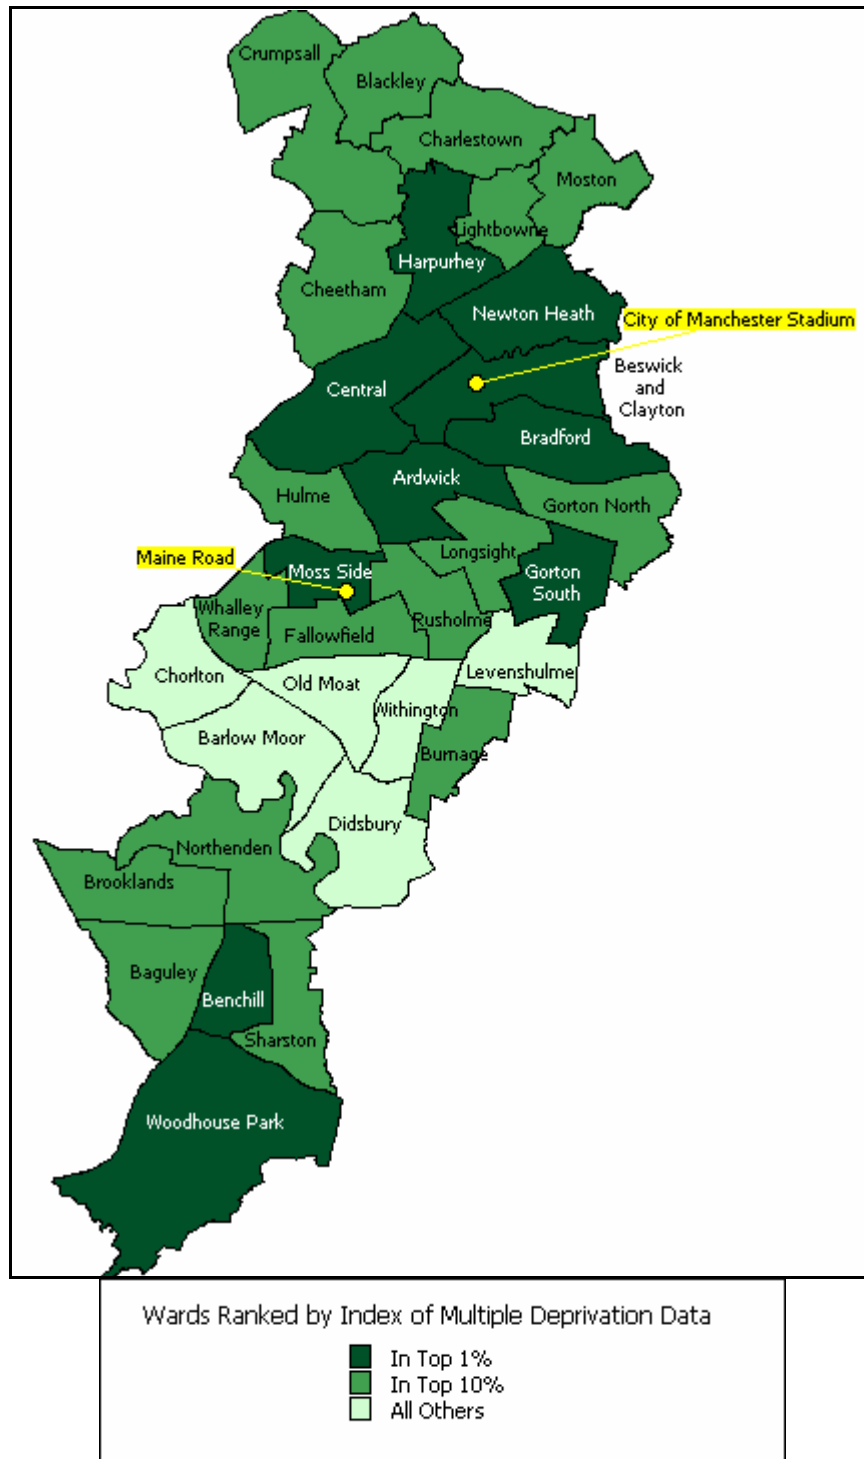 Crumpsall
Blackley
Charlestown
Moston
Lightbowne
Harpurhey
Cheetham
Newton Heath
City of Manchester Stadium
Beswick
and
Clayton
Central
Bradford
Ardwick
Hulme
Gorton North
Maine Road
Moss Side
Longsight
Gorton
South
Whalley
Range
Rusholme
Fallowfield
Levenshulme
Chorlton
Old Moat
Withington
Barlow Moor
Burnage
Didsbury
Northenden
Brooklands
Baguley
Benchill
Sharston
Woodhouse Park
Wards Ranked by Index of Multiple Deprivation Data
In Top 1%
In Top 10%
All Others